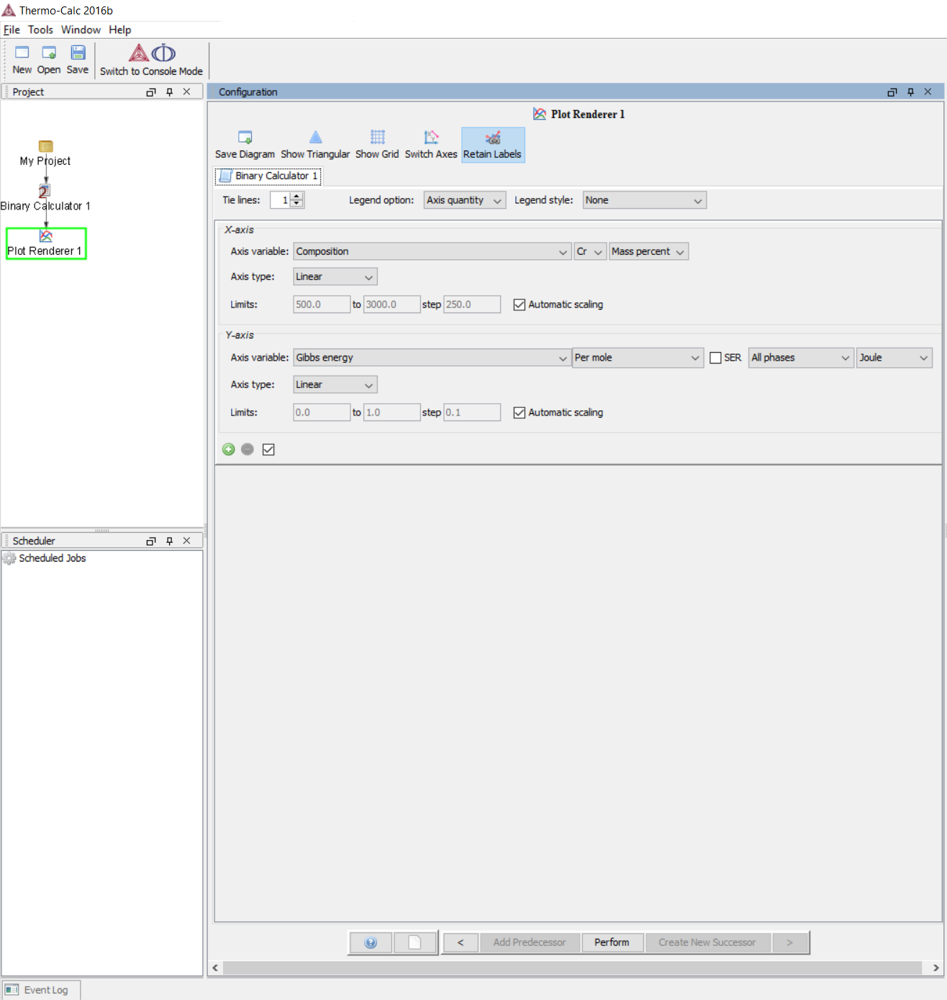 Thermo-Calc 2016b
File Tools Window Help
New Open Save Switch to Console Mode
Project
My Project
2
Binary Calculator 1
Plot Renderer 1
Scheduler
Scheduled Jobs
Configuration
Plot Renderer 1
Save Diagram Show Triangular Show Grid Switch Axes Retain Labels
Binary Calculator 1
Tie lines: 1 Legend option: Axis quantity Legend style: None
X-axis
Axis variable: Composition Cr Mass percent
Axis type: Linear
Limits: 500.0 to 3000.0 step 250.0 Automatic scaling
Y-axis
Axis variable: Gibbs energy Per mole SER All phases Joule
Axis type: Linear
Limits: 0.0 to 1.0 step 0.1 Automatic scaling
< Add Predecessor Perform Create New Successor >
Event Log